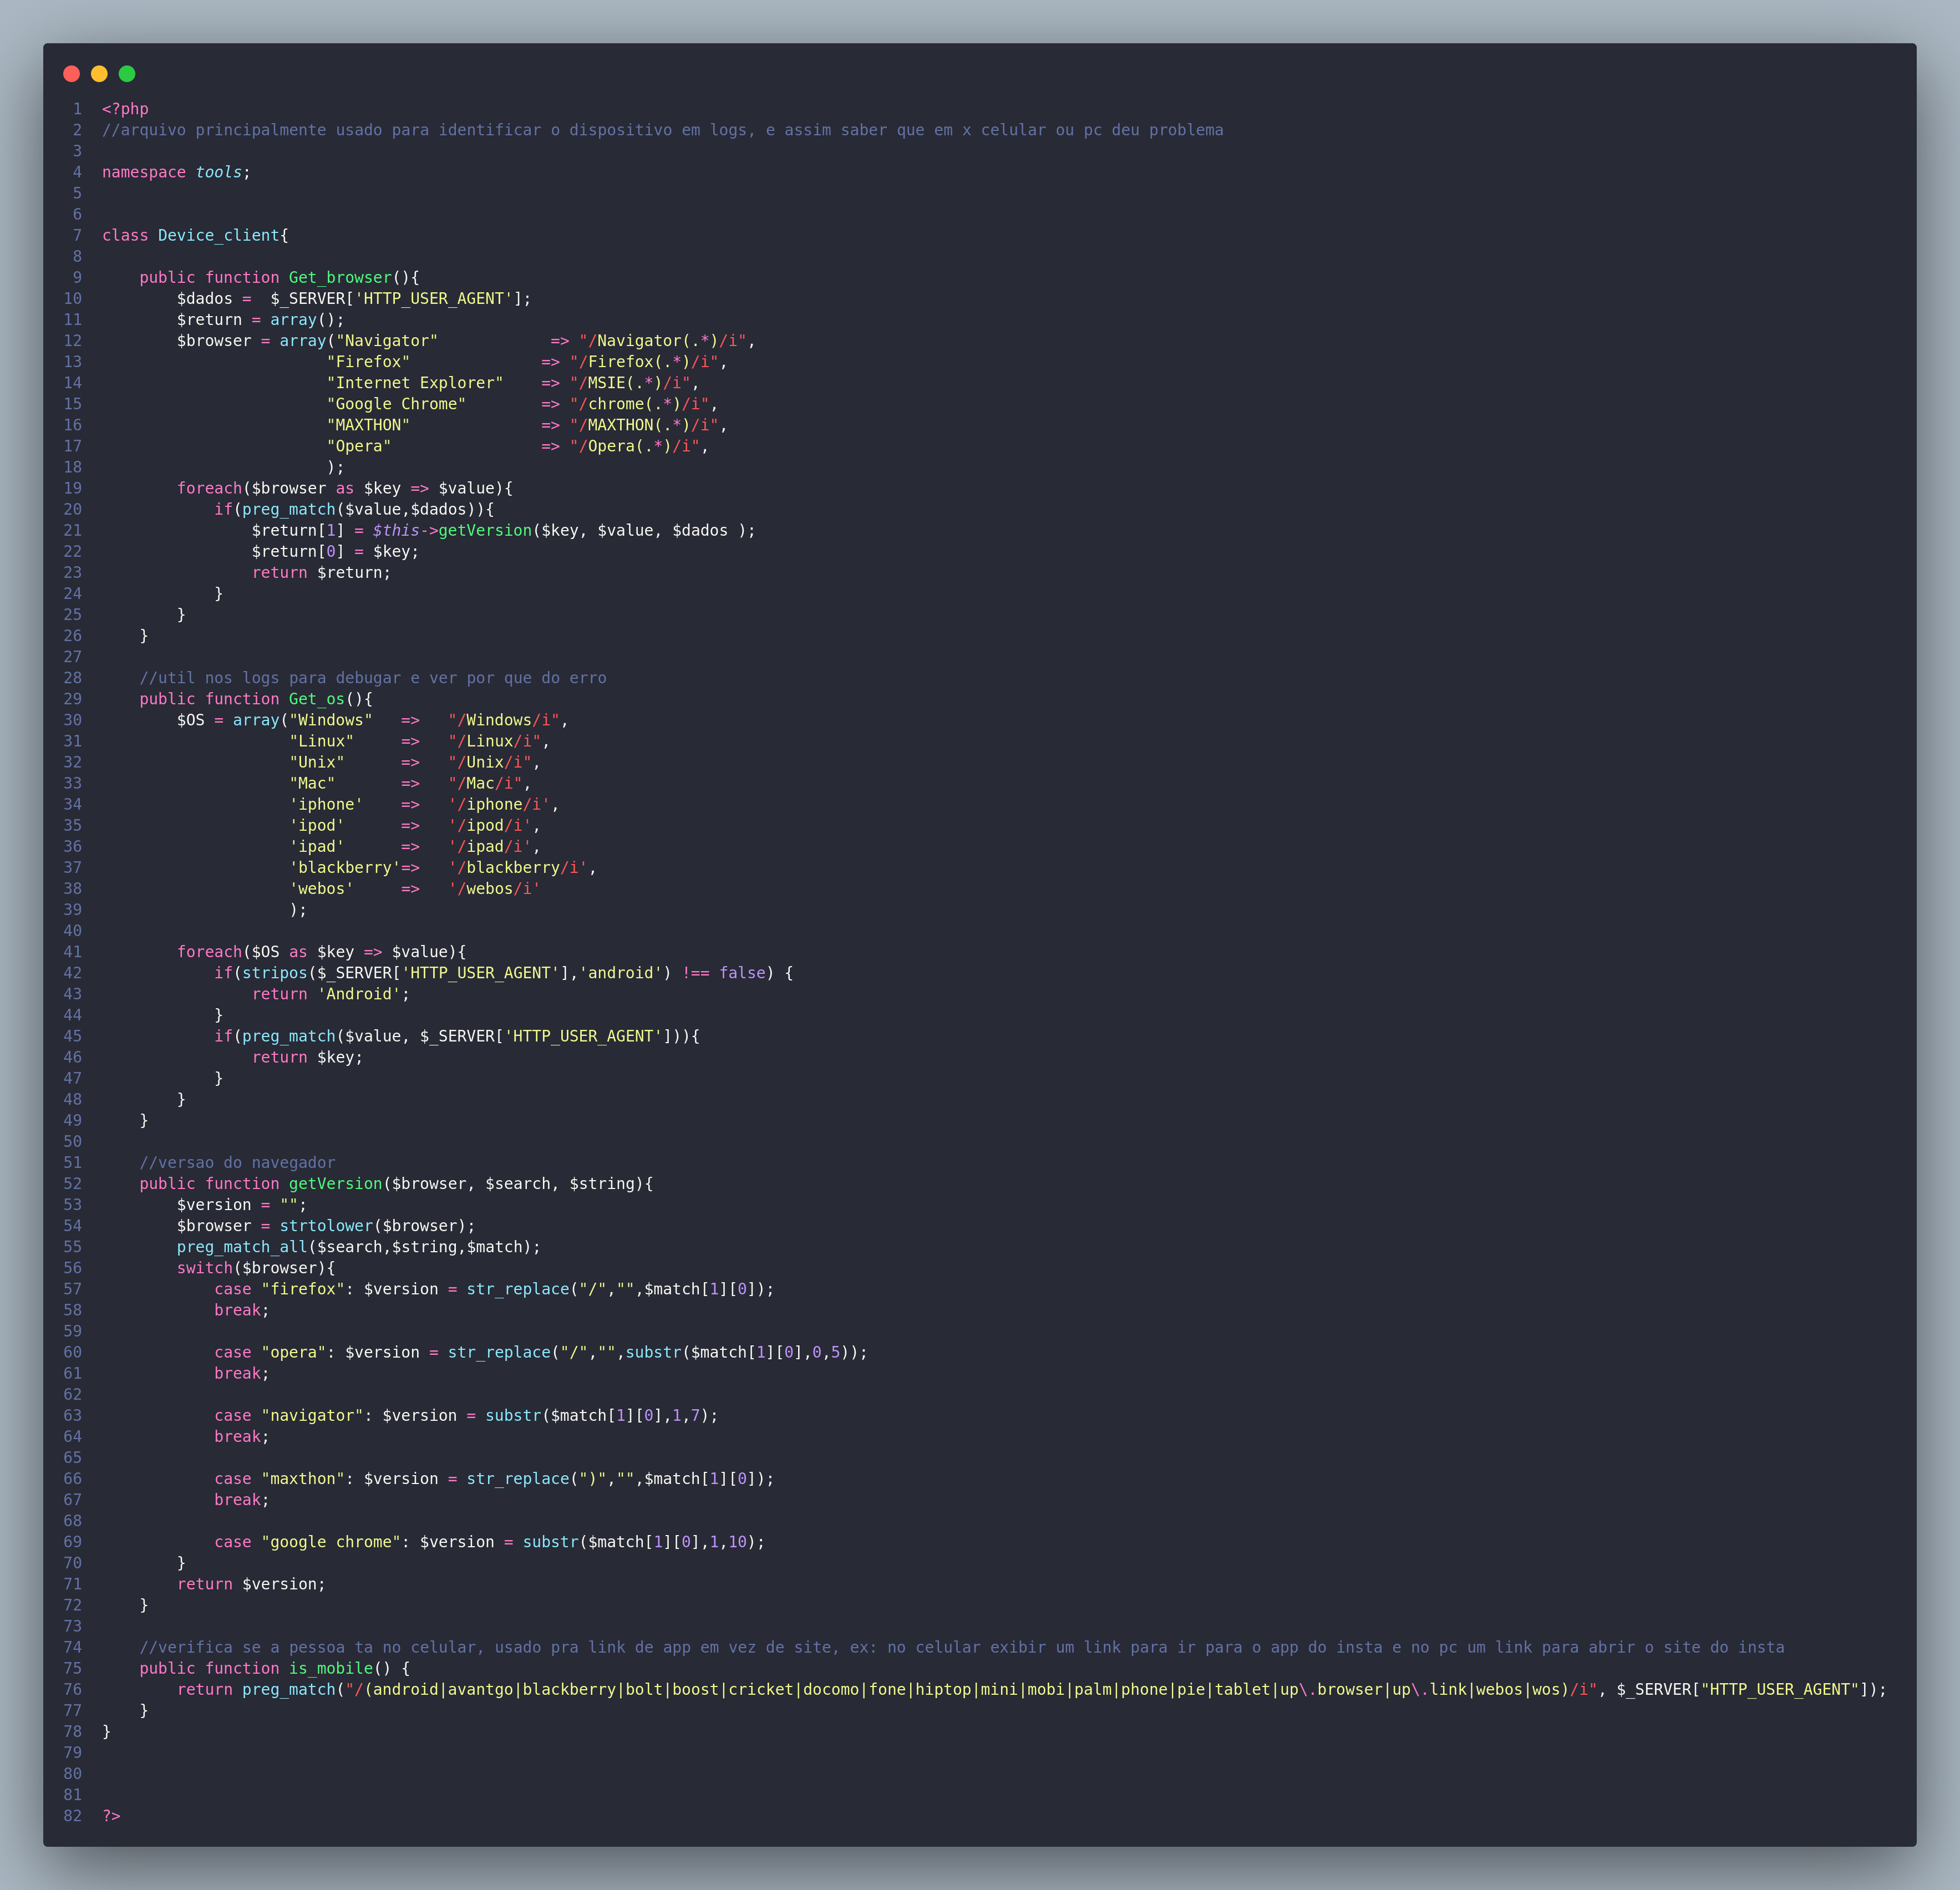 1 <?php
2 //arquivo principalmente usado para identificar o dispositivo em logs, e assim saber que em x celular ou pc deu problema
3
4 namespace tools;
5
6
7 class Device_client{
8
9     public function Get_browser(){
10         $dados =  $_SERVER['HTTP_USER_AGENT'];
11         $return = array();
12         $browser = array("Navigator"            => "/Navigator(.*)/i",
13                         "Firefox"              => "/Firefox(.*)/i",
14                         "Internet Explorer"    => "/MSIE(.*)/i",
15                         "Google Chrome"        => "/chrome(.*)/i",
16                         "MAXTHON"              => "/MAXTHON(.*)/i",
17                         "Opera"                => "/Opera(.*)/i",
18                         );
19         foreach($browser as $key => $value){
20             if(preg_match($value,$dados)){
21                 $return[1] = $this->getVersion($key, $value, $dados );
22                 $return[0] = $key;
23                 return $return;
24             }
25         }
26     }
27
28     //util nos logs para debugar e ver por que do erro
29     public function Get_os(){
30         $OS = array("Windows"   =>   "/Windows/i",
31                     "Linux"     =>   "/Linux/i",
32                     "Unix"      =>   "/Unix/i",
33                     "Mac"       =>   "/Mac/i",
34                     'iphone'    =>   '/iphone/i',
35                     'ipod'      =>   '/ipod/i',
36                     'ipad'      =>   '/ipad/i',
37                     'blackberry'=>   '/blackberry/i',
38                     'webos'     =>   '/webos/i'
39                     );
40
41         foreach($OS as $key => $value){
42             if(stripos($_SERVER['HTTP_USER_AGENT'],'android') !== false) {
43                 return 'Android';
44             }
45             if(preg_match($value, $_SERVER['HTTP_USER_AGENT'])){
46                 return $key;
47             }
48         }
49     }
50
51     //versao do navegador
52     public function getVersion($browser, $search, $string){
53         $version = "";
54         $browser = strtolower($browser);
55         preg_match_all($search,$string,$match);
56         switch($browser){
57             case "firefox": $version = str_replace("/","",$match[1][0]);
58             break;
59
60             case "opera": $version = str_replace("/","",substr($match[1][0],0,5));
61             break;
62
63             case "navigator": $version = substr($match[1][0],1,7);
64             break;
65
66             case "maxthon": $version = str_replace(")","",$match[1][0]);
67             break;
68
69             case "google chrome": $version = substr($match[1][0],1,10);
70         }
71         return $version;
72     }
73
74     //verifica se a pessoa ta no celular, usado pra link de app em vez de site, ex: no celular exibir um link para ir para o app do insta e no pc um link para abrir o site do insta
75     public function is_mobile() {
76         return preg_match("/(android|avantgo|blackberry|bolt|boost|cricket|docomo|fone|hiptop|mini|mobi|palm|phone|pie|tablet|up\.browser|up\.link|webos|wos)/i", $_SERVER["HTTP_USER_AGENT"]);
77     }
78 }
79
80
81
82 ?>